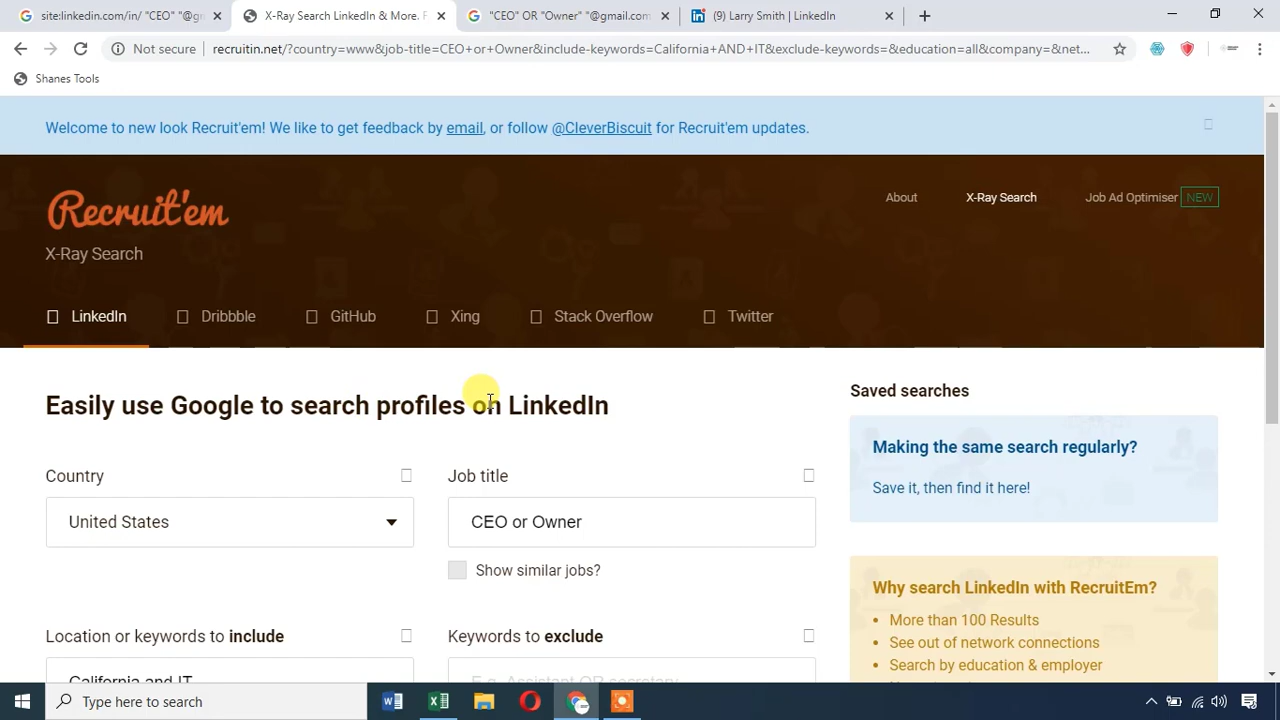 site:linkedin.com/in/ "CEO" "@g
X-Ray Search LinkedIn & More. F
"CEO" OR "Owner" "@gmail.com
(9) Larry Smith | LinkedIn
Not secure
recruitin.net/?country=www&job-title=CEO+or+Owner&include-keywords=California+AND+IT&exclude-keywords=&education=all&company=&net...
Shanes Tools
Welcome to new look Recruit'em! We like to get feedback by email, or follow @CleverBiscuit for Recruit'em updates.
Recruit'em
About
X-Ray Search
Job Ad Optimiser NEW
X-Ray Search
LinkedIn
Dribbble
GitHub
Xing
Stack Overflow
Twitter
Easily use Google to search profiles on LinkedIn
Saved searches
Making the same search regularly?
Save it, then find it here!
Country
Job title
United States
CEO or Owner
Show similar jobs?
Why search LinkedIn with RecruitEm?
• More than 100 Results
• See out of network connections
• Search by education & employer
Location or keywords to include
Keywords to exclude
California and IT
E.g. Assistant OR secretary
Type here to search